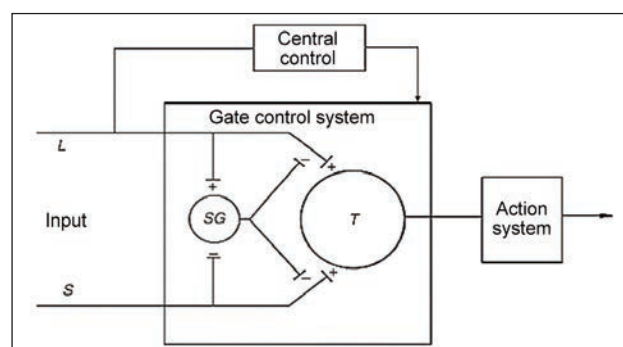 Central
control
Gate control system
L
+
-
+
Input
SG
T
Action
system
-
-
+
S